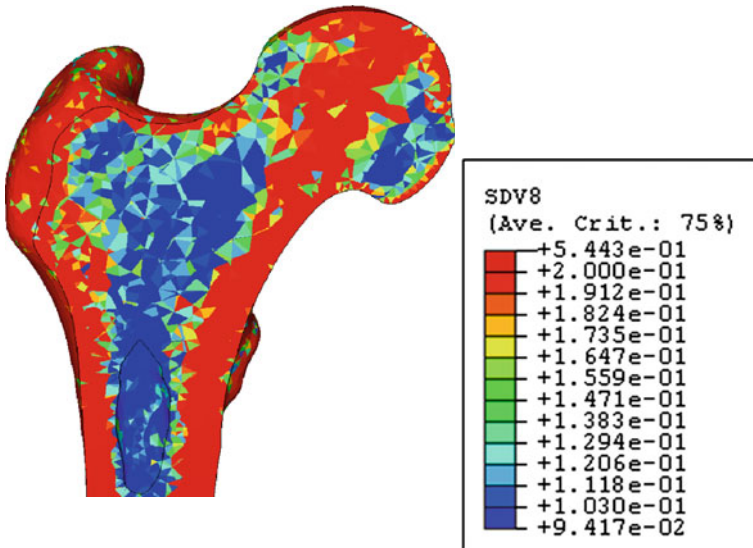 SDV8
(Ave. Crit.: 75%)
+5.443e-01
+2.000e-01
+1.912e-01
+1.824e-01
+1.735e-01
+1.647e-01
+1.559e-01
+1.471e-01
+1.383e-01
+1.294e-01
+1.206e-01
+1.118e-01
+1.030e-01
+9.417e-02